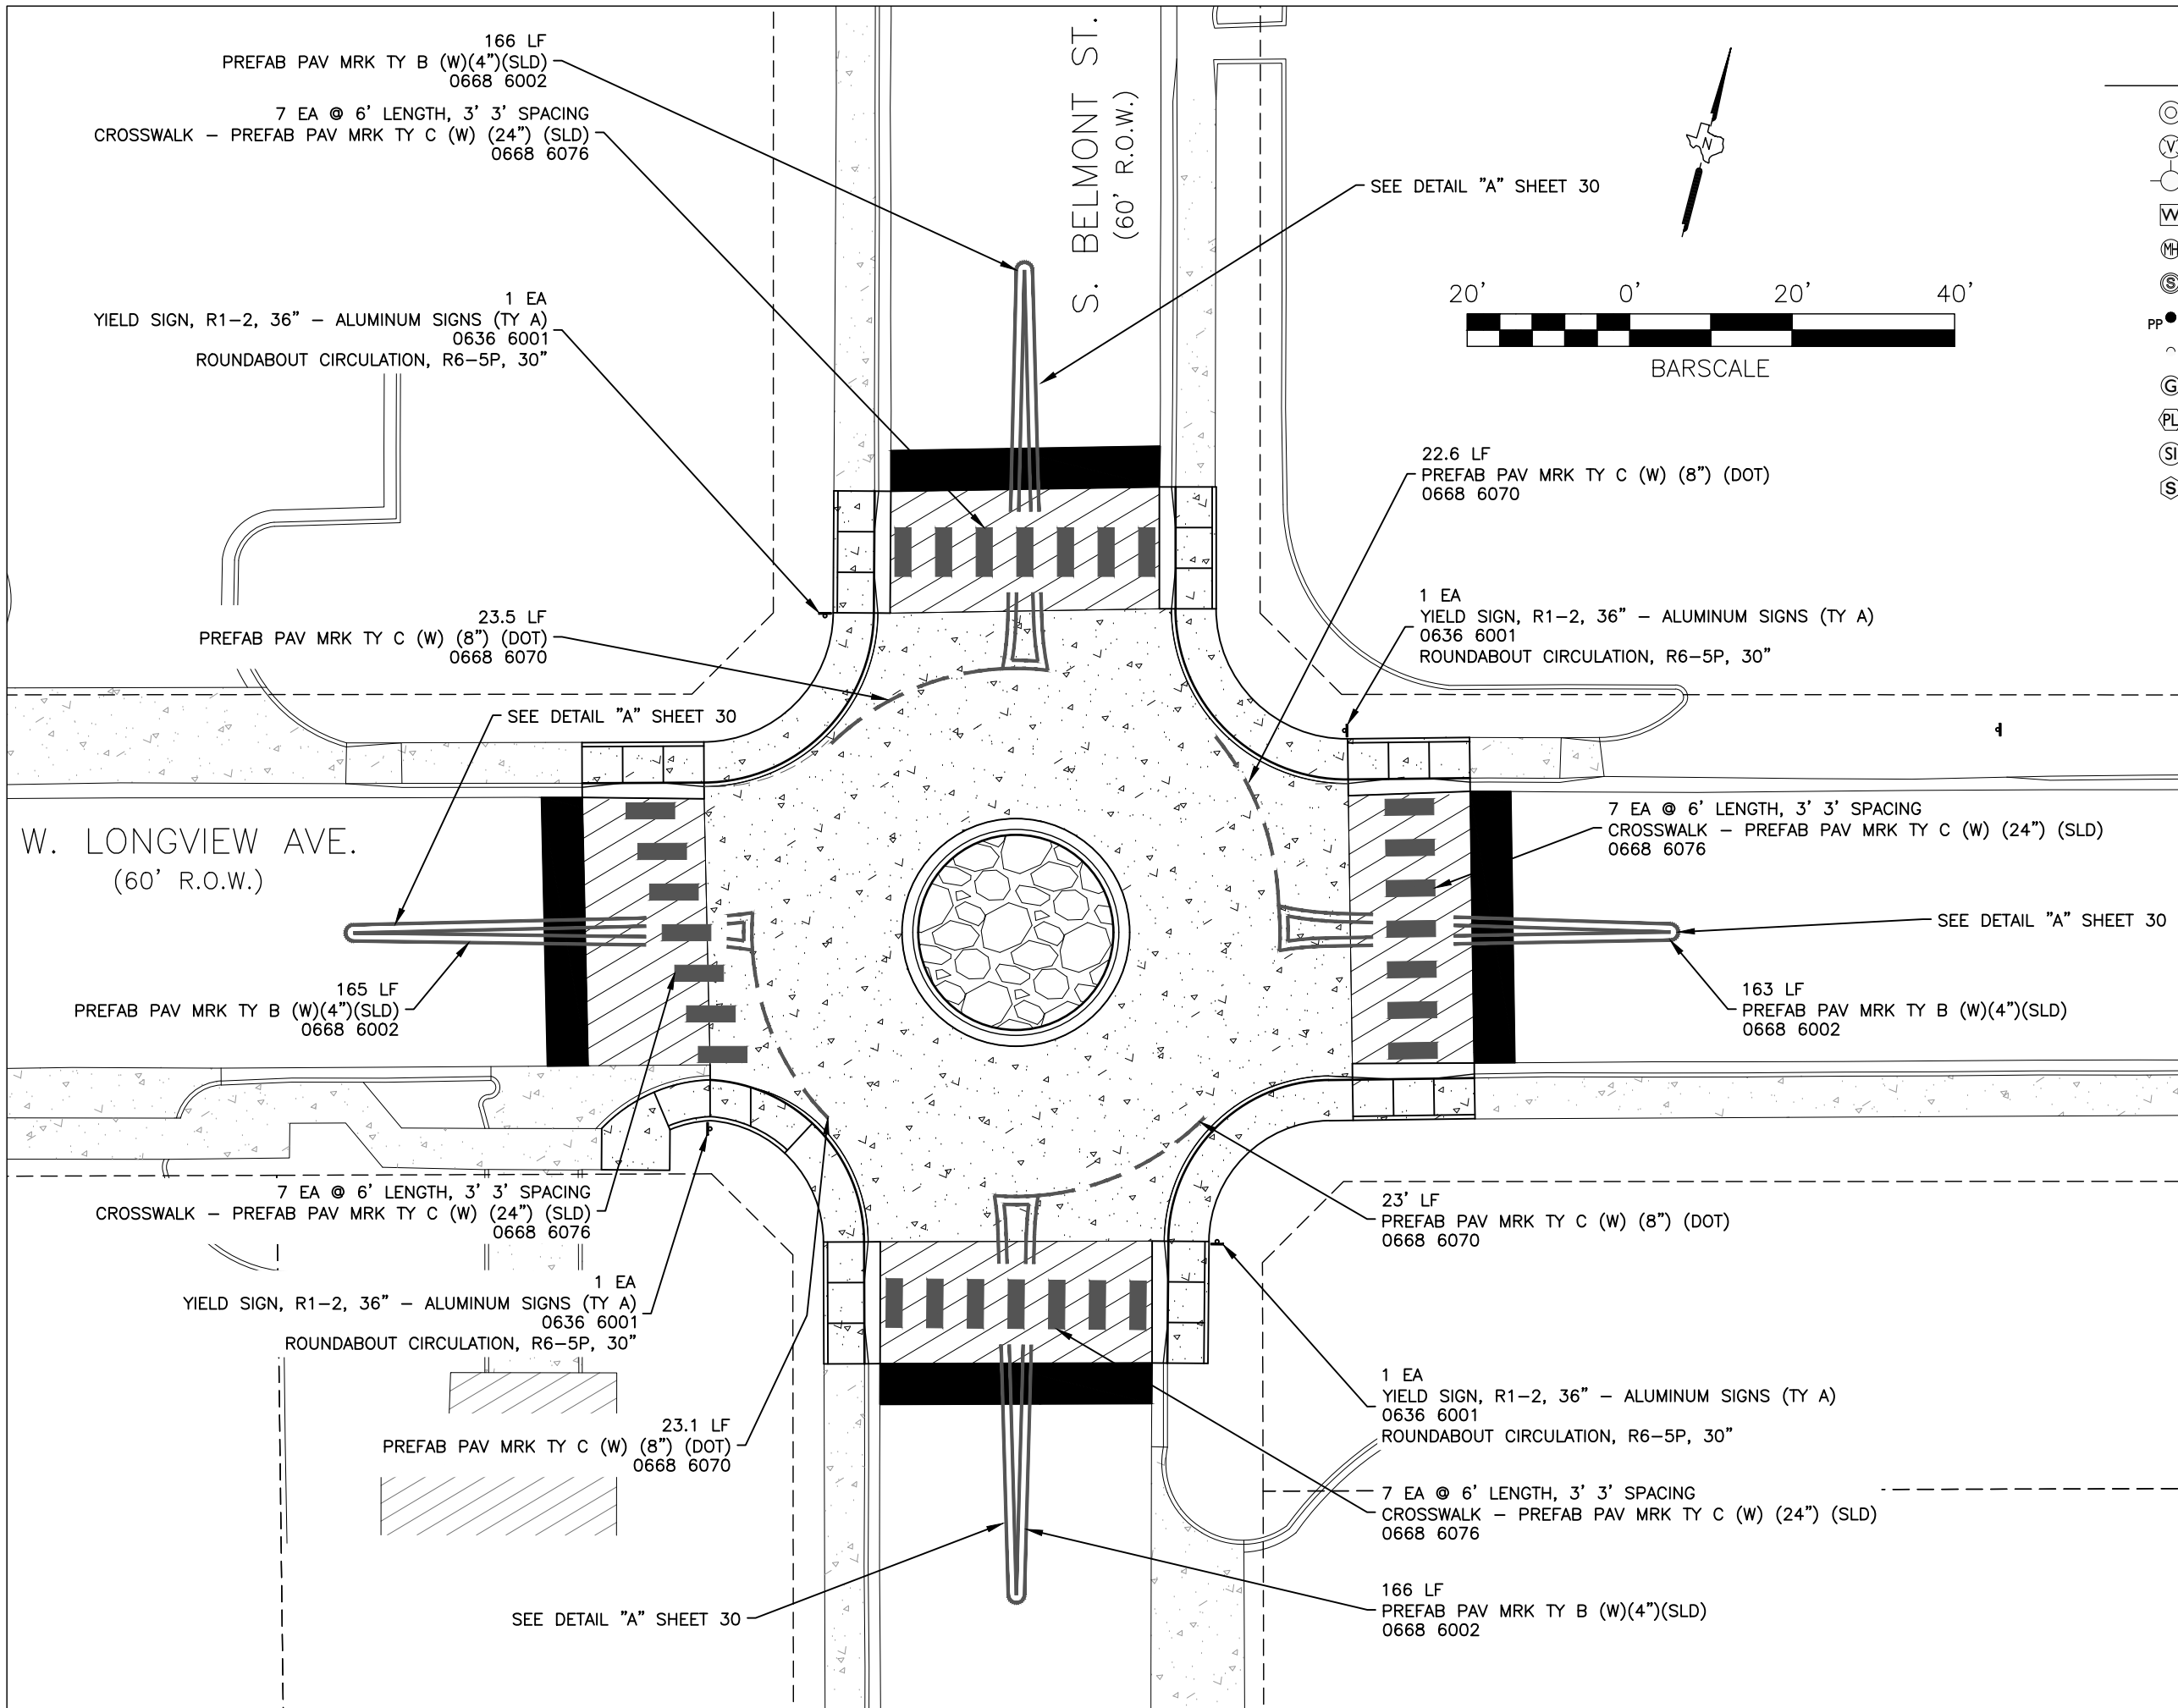 166 LF
PREFAB PAV MRK TY B (W)(4")(SLD)
0668 6002
7 EA @ 6' LENGTH, 3' 3' SPACING
CROSSWALK – PREFAB PAV MRK TY C (W) (24") (SLD)
0668 6076
S. BELMONT ST.
(60' R.O.W.)
N
SEE DETAIL "A" SHEET 30
1 EA
YIELD SIGN, R1–2, 36" – ALUMINUM SIGNS (TY A)
0636 6001
ROUNDABOUT CIRCULATION, R6–5P, 30"
20' 0' 20' 40'
BARSCALE
V
W
MH
S
PP
G
PL
SI
S
22.6 LF
PREFAB PAV MRK TY C (W) (8") (DOT)
0668 6070
1 EA
YIELD SIGN, R1–2, 36" – ALUMINUM SIGNS (TY A)
0636 6001
ROUNDABOUT CIRCULATION, R6–5P, 30"
23.5 LF
PREFAB PAV MRK TY C (W) (8") (DOT)
0668 6070
SEE DETAIL "A" SHEET 30
W. LONGVIEW AVE.
(60' R.O.W.)
7 EA @ 6' LENGTH, 3' 3' SPACING
CROSSWALK – PREFAB PAV MRK TY C (W) (24") (SLD)
0668 6076
SEE DETAIL "A" SHEET 30
165 LF
PREFAB PAV MRK TY B (W)(4")(SLD)
0668 6002
163 LF
PREFAB PAV MRK TY B (W)(4")(SLD)
0668 6002
7 EA @ 6' LENGTH, 3' 3' SPACING
CROSSWALK – PREFAB PAV MRK TY C (W) (24") (SLD)
0668 6076
23' LF
PREFAB PAV MRK TY C (W) (8") (DOT)
0668 6070
1 EA
YIELD SIGN, R1–2, 36" – ALUMINUM SIGNS (TY A)
0636 6001
ROUNDABOUT CIRCULATION, R6–5P, 30"
1 EA
YIELD SIGN, R1–2, 36" – ALUMINUM SIGNS (TY A)
0636 6001
ROUNDABOUT CIRCULATION, R6–5P, 30"
23.1 LF
PREFAB PAV MRK TY C (W) (8") (DOT)
0668 6070
7 EA @ 6' LENGTH, 3' 3' SPACING
CROSSWALK – PREFAB PAV MRK TY C (W) (24") (SLD)
0668 6076
166 LF
PREFAB PAV MRK TY B (W)(4")(SLD)
0668 6002
SEE DETAIL "A" SHEET 30